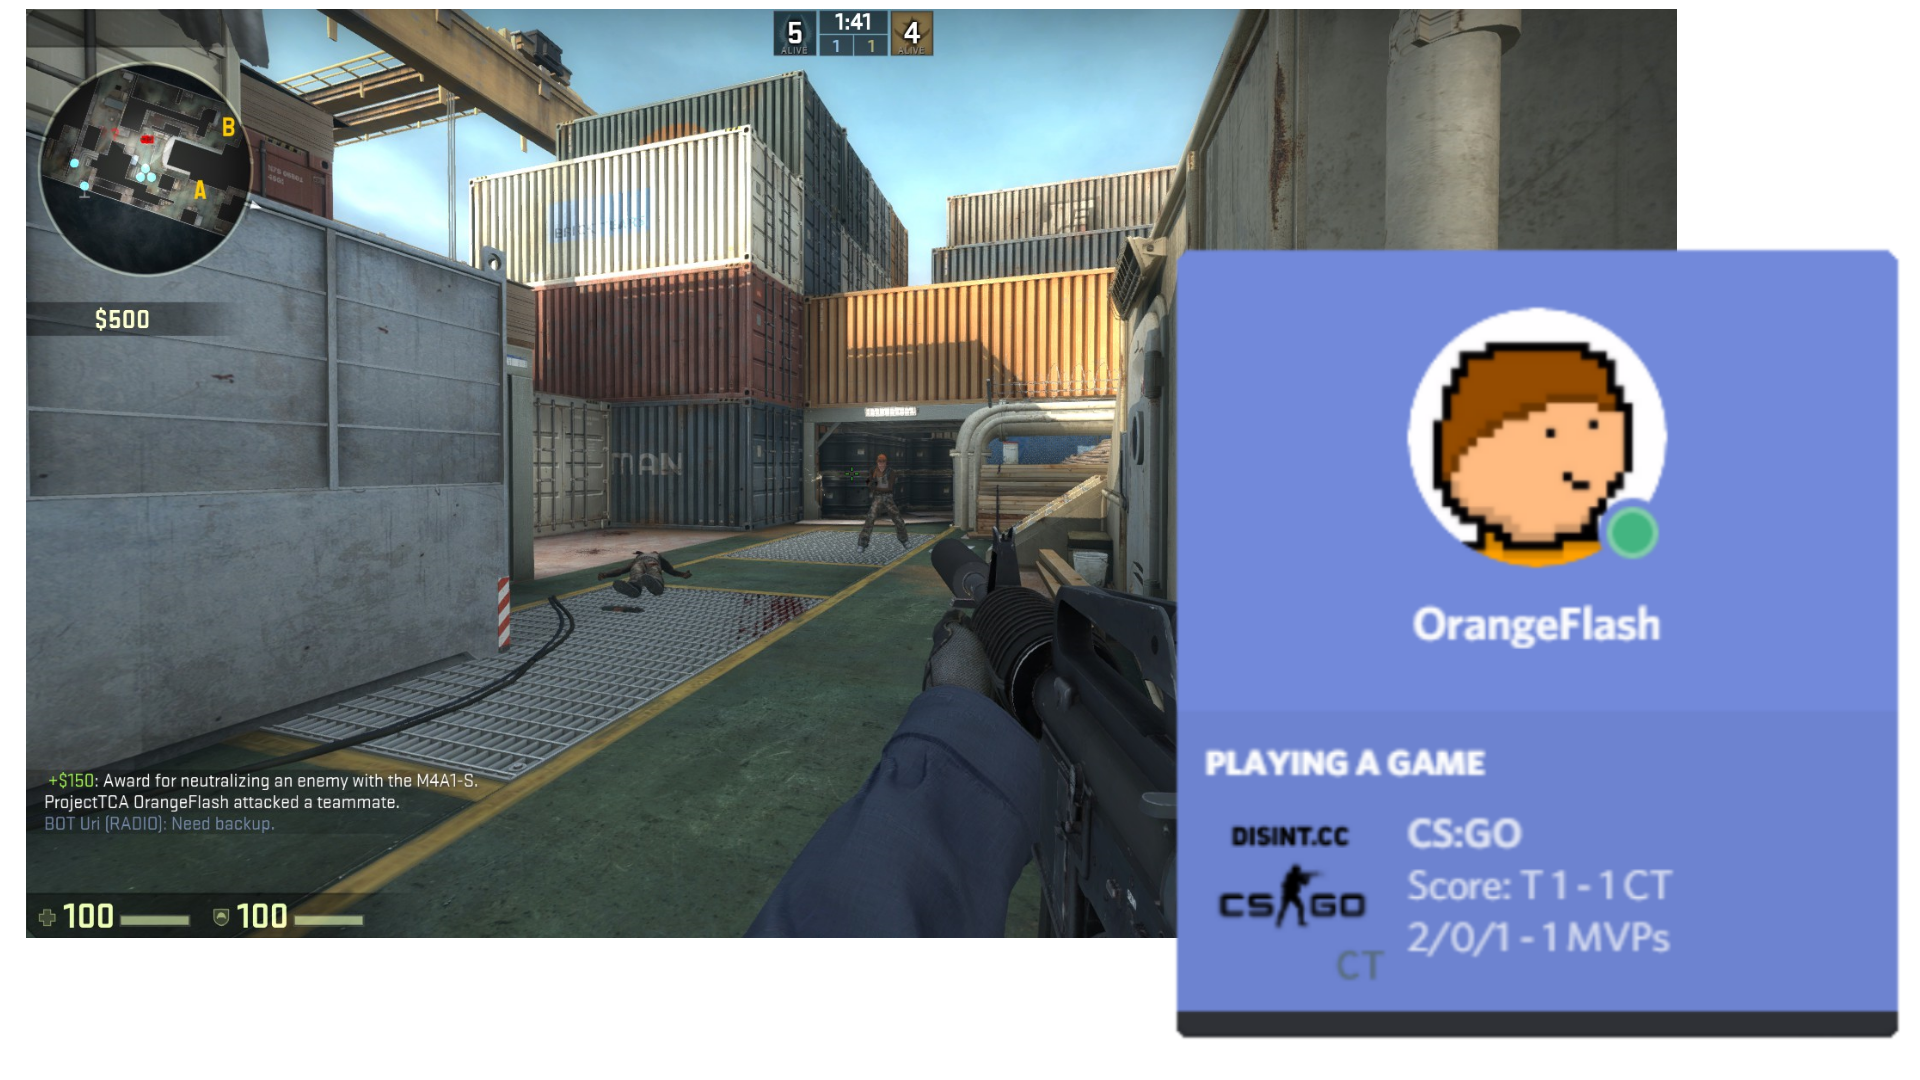 5
ALIVE
1:41
1 1
4
ALIVE
B
A
$500
MAN
+$150: Award for neutralizing an enemy with the M4A1-S.
ProjectTCA OrangeFlash attacked a teammate.
BOT Uri (RADIO): Need backup.
100
100
OrangeFlash
PLAYING A GAME
DISINT.CC
CS GO
CT
CS:GO
Score: T 1 - 1 CT
2/0/1 - 1 MVPs